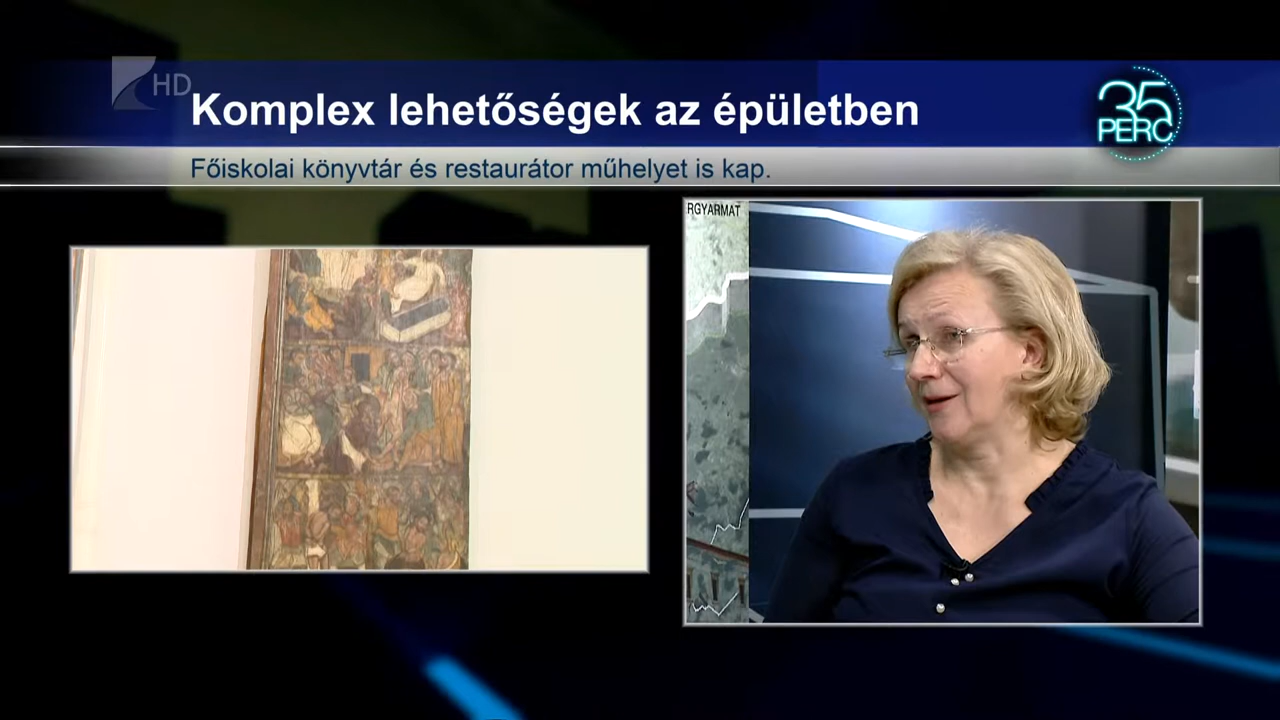 HD
Komplex lehetőségek az épületben
35
PERC
Főiskolai könyvtár és restaurátor műhelyet is kap.
RGYARMAT